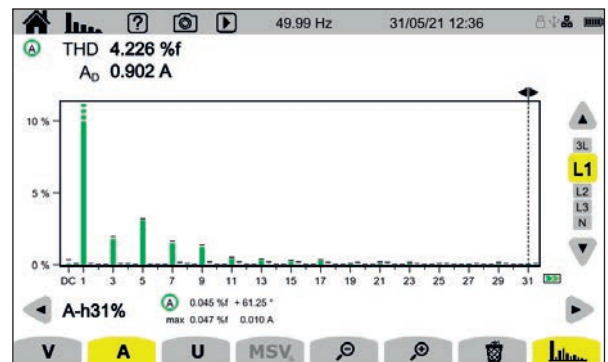 ? 49.99 Hz 31/05/21 12:36
A THD 4.226 %f
AD 0.902 A
10 %
5 %
0 %
DC 1 3 5 7 9 11 13 15 17 19 21 23 25 27 29 31
3L
L1
L2
L3
N
A-h31% A 0.045 %f +61.25 °
max 0.047 %f 0.010 A
V A U MSV